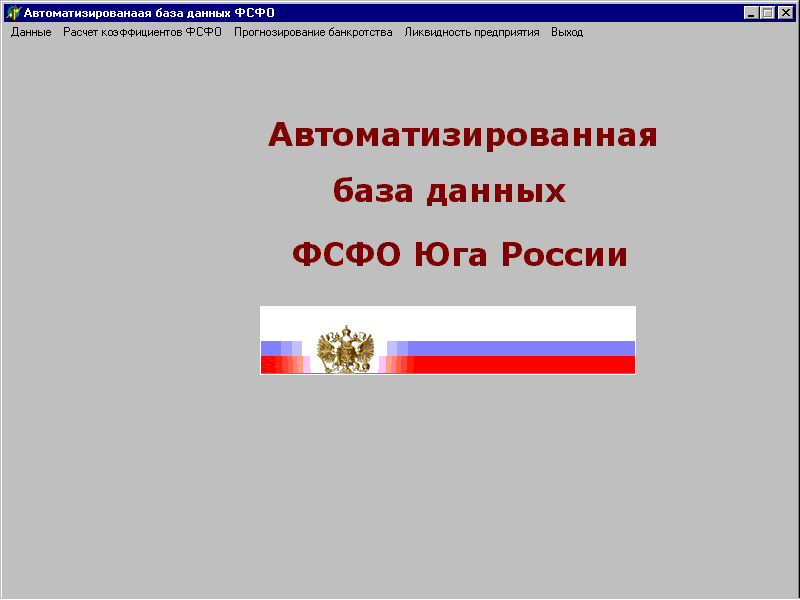 Автоматизированаая база данных ФСФО
Данные Расчет коэффициентов ФСФО Прогнозирование банкротства Ликвидность предприятия Выход
Автоматизированная
база данных
ФСФО Юга России